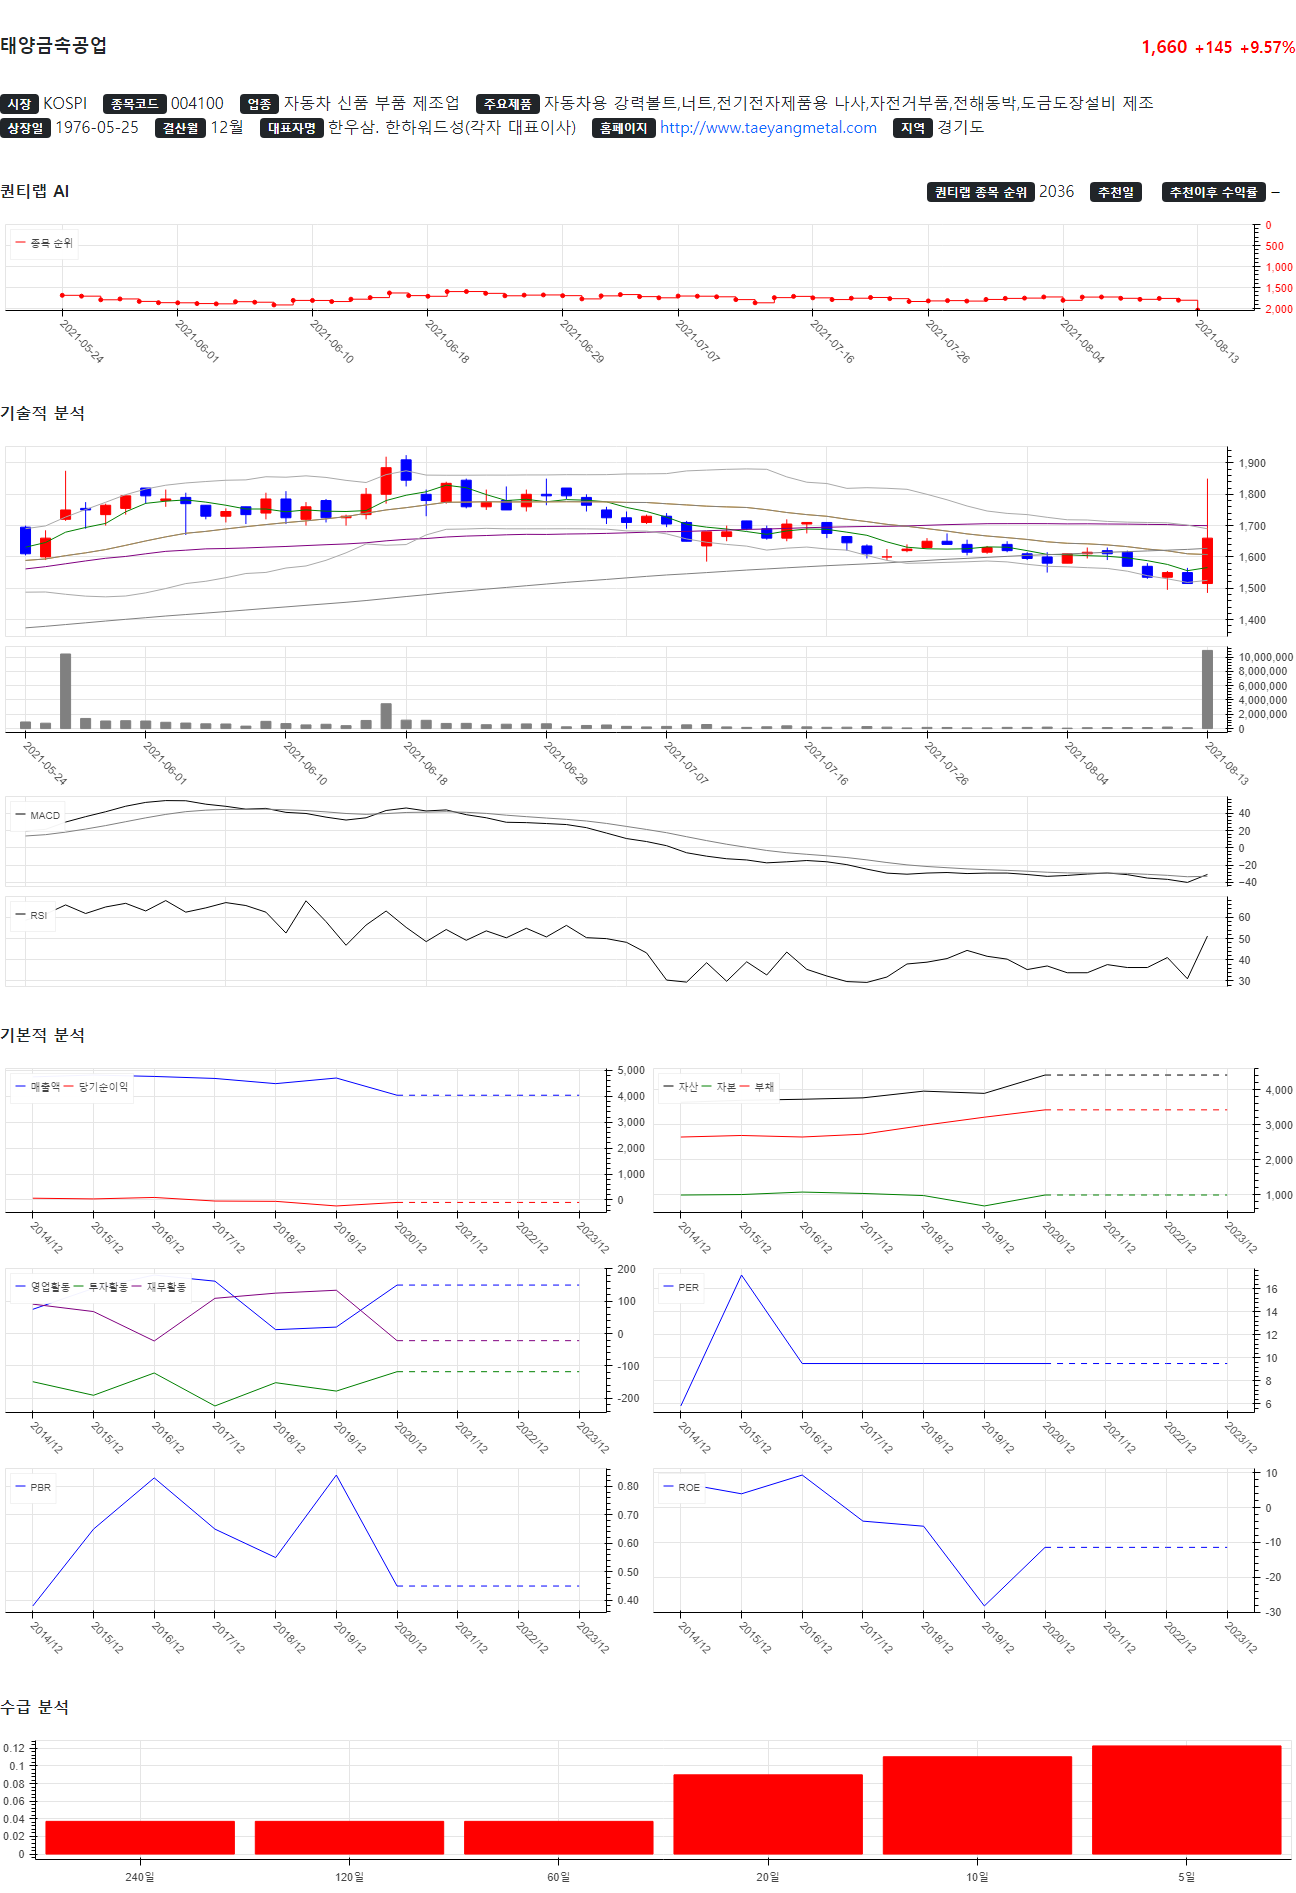 태양금속공업 1,660 +145 +9.57%
시장 KOSPI 종목코드 004100 업종 자동차 신품 부품 제조업 주요제품 자동차용 강력볼트,너트,전기전자제품용 나사,자전거부품,전해동박,도금도장설비 제조
상장일 1976-05-25 결산월 12월 대표자명 한우삼. 한하워드성(각자 대표이사) 홈페이지 http://www.taeyangmetal.com 지역 경기도
퀀티랩 AI 퀀티랩 종목 순위 2036 추천일 추천이후 수익률 –
종목 순위
0
500
1,000
1,500
2,000
2021-05-24 2021-06-01 2021-06-10 2021-06-18 2021-06-29 2021-07-07 2021-07-16 2021-07-26 2021-08-04 2021-08-13
기술적 분석
1,900
1,800
1,700
1,600
1,500
1,400
10,000,000
8,000,000
6,000,000
4,000,000
2,000,000
0
2021-05-24 2021-06-01 2021-06-10 2021-06-18 2021-06-29 2021-07-07 2021-07-16 2021-07-26 2021-08-04 2021-08-13
MACD
40
20
0
−20
−40
RSI
60
50
40
30
기본적 분석
매출액 당기순이익
5,000
4,000
3,000
2,000
1,000
0
2014/12 2015/12 2016/12 2017/12 2018/12 2019/12 2020/12 2021/12 2022/12 2023/12
자산 자본 부채
4,000
3,000
2,000
1,000
2014/12 2015/12 2016/12 2017/12 2018/12 2019/12 2020/12 2021/12 2022/12 2023/12
영업활동 투자활동 재무활동
200
100
0
-100
-200
2014/12 2015/12 2016/12 2017/12 2018/12 2019/12 2020/12 2021/12 2022/12 2023/12
PER
16
14
12
10
8
6
2014/12 2015/12 2016/12 2017/12 2018/12 2019/12 2020/12 2021/12 2022/12 2023/12
PBR
0.80
0.70
0.60
0.50
0.40
2014/12 2015/12 2016/12 2017/12 2018/12 2019/12 2020/12 2021/12 2022/12 2023/12
ROE
10
0
-10
-20
-30
2014/12 2015/12 2016/12 2017/12 2018/12 2019/12 2020/12 2021/12 2022/12 2023/12
수급 분석
0.12
0.1
0.08
0.06
0.04
0.02
0
240일 120일 60일 20일 10일 5일